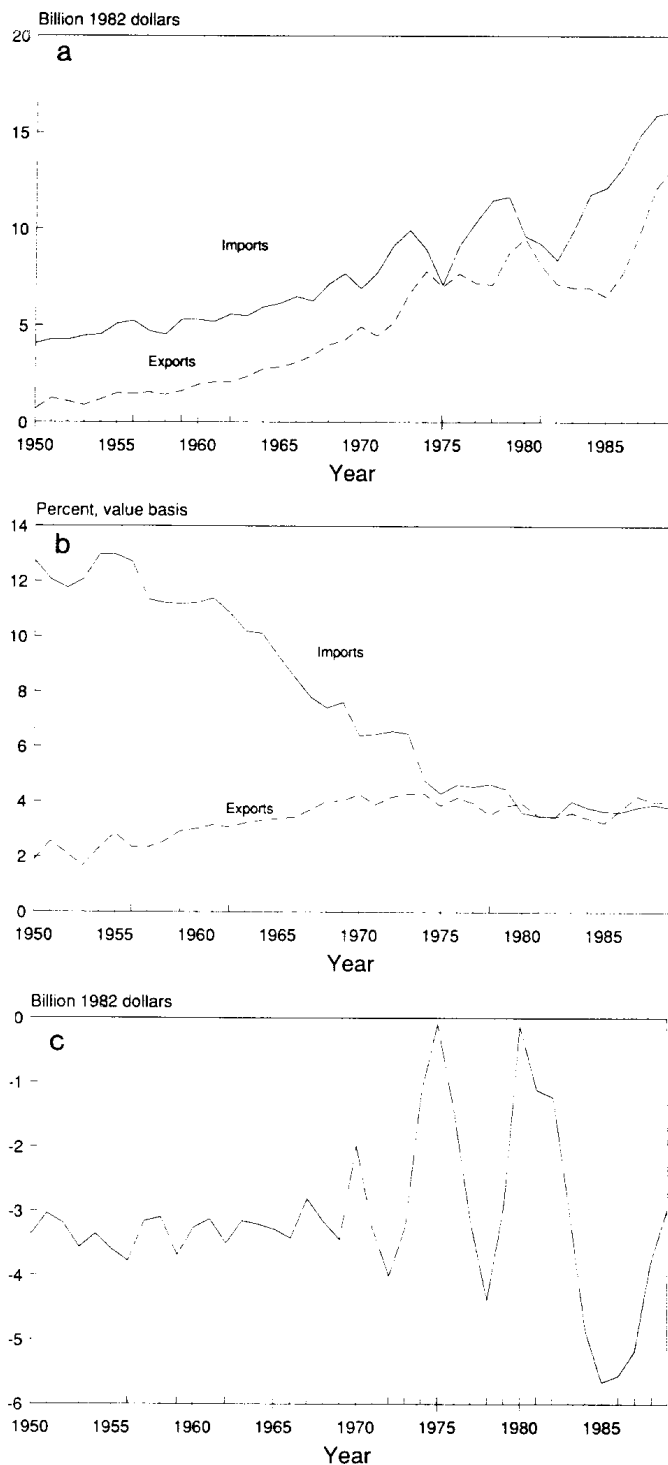 Billion 1982 dollars
20
a
15
10
Imports
5
Exports
0
1950 1955 1960 1965 1970 1975 1980 1985
Year
Percent, value basis
14
b
12
10
Imports
8
6
4
Exports
2
0
1950 1955 1960 1965 1970 1975 1980 1985
Year
Billion 1982 dollars
0
c
-1
-2
-3
-4
-5
-6
1950 1955 1960 1965 1970 1975 1980 1985
Year